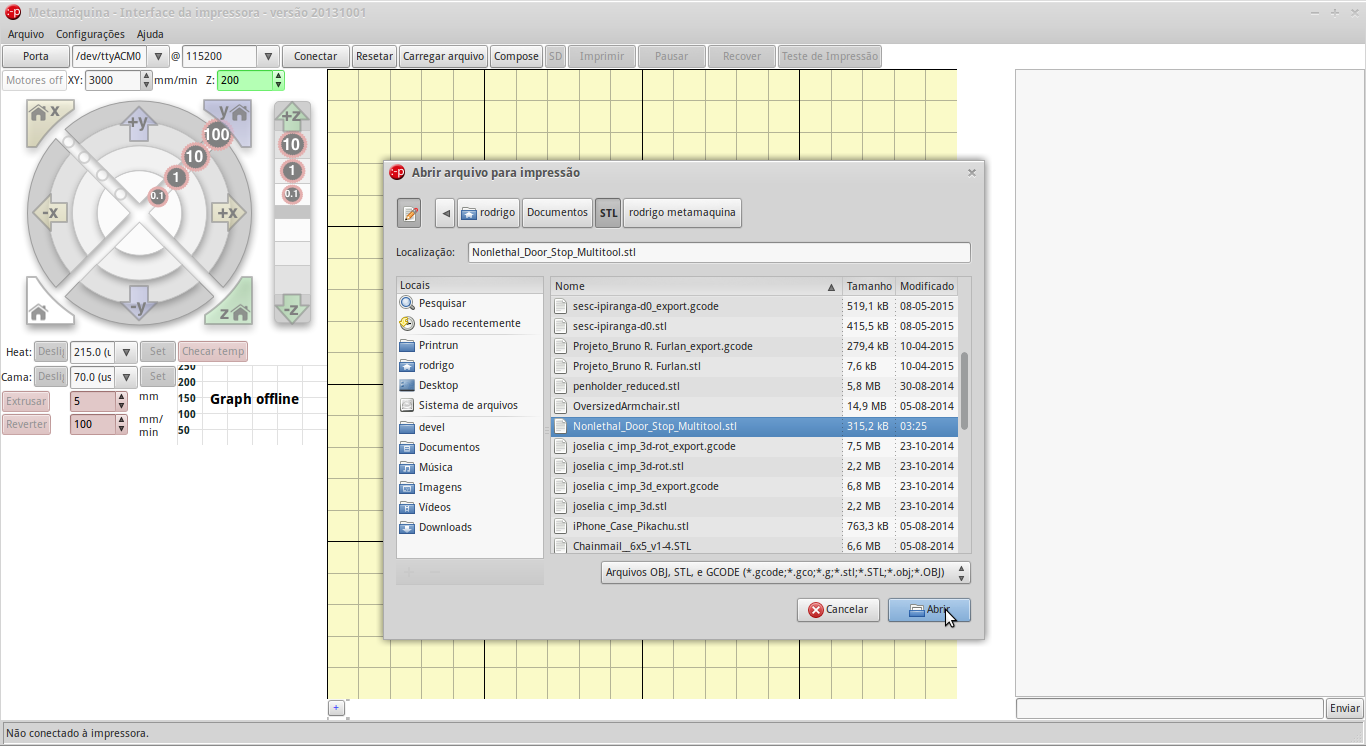 :-p Metamáquina - Interface da impressora - versão 20131001
Arquivo Configurações Ajuda
Porta /dev/ttyACM0 @ 115200 Conectar Resetar Carregar arquivo Compose SD Imprimir Pausar Recover Teste de Impressão
Motores off XY: 3000 mm/min Z: 200
x +y y +z
100
10 10
1 1
0.1 0.1
-x +x
-y z -z
Heat: Deslig 215.0 (u Set Checar temp
Cama: Deslig 70.0 (us Set
Extrusar 5 mm
Reverter 100 mm/
min
250
200
150
100
50
Graph offline
:-p Abrir arquivo para impressão
rodrigo Documentos STL rodrigo metamaquina
Localização: Nonlethal_Door_Stop_Multitool.stl
Locais
Pesquisar
Usado recentemente
Printrun
rodrigo
Desktop
Sistema de arquivos
devel
Documentos
Música
Imagens
Vídeos
Downloads
Nome Tamanho Modificado
sesc-ipiranga-d0_export.gcode 519,1 kB 08-05-2015
sesc-ipiranga-d0.stl 415,5 kB 08-05-2015
Projeto_Bruno R. Furlan_export.gcode 279,4 kB 10-04-2015
Projeto_Bruno R. Furlan.stl 7,6 kB 10-04-2015
penholder_reduced.stl 5,8 MB 30-08-2014
OversizedArmchair.stl 14,9 MB 05-08-2014
Nonlethal_Door_Stop_Multitool.stl 315,2 kB 03:25
joselia c_imp_3d-rot_export.gcode 7,5 MB 23-10-2014
joselia c_imp_3d-rot.stl 2,2 MB 23-10-2014
joselia c_imp_3d_export.gcode 6,8 MB 23-10-2014
joselia c_imp_3d.stl 2,2 MB 23-10-2014
iPhone_Case_Pikachu.stl 763,3 kB 05-08-2014
Chainmail__6x5_v1-4.STL 6,6 MB 05-08-2014
Arquivos OBJ, STL, e GCODE (*.gcode;*.gco;*.g;*.stl;*.STL;*.obj;*.OBJ)
Cancelar Abrir
+
Enviar
Não conectado à impressora.